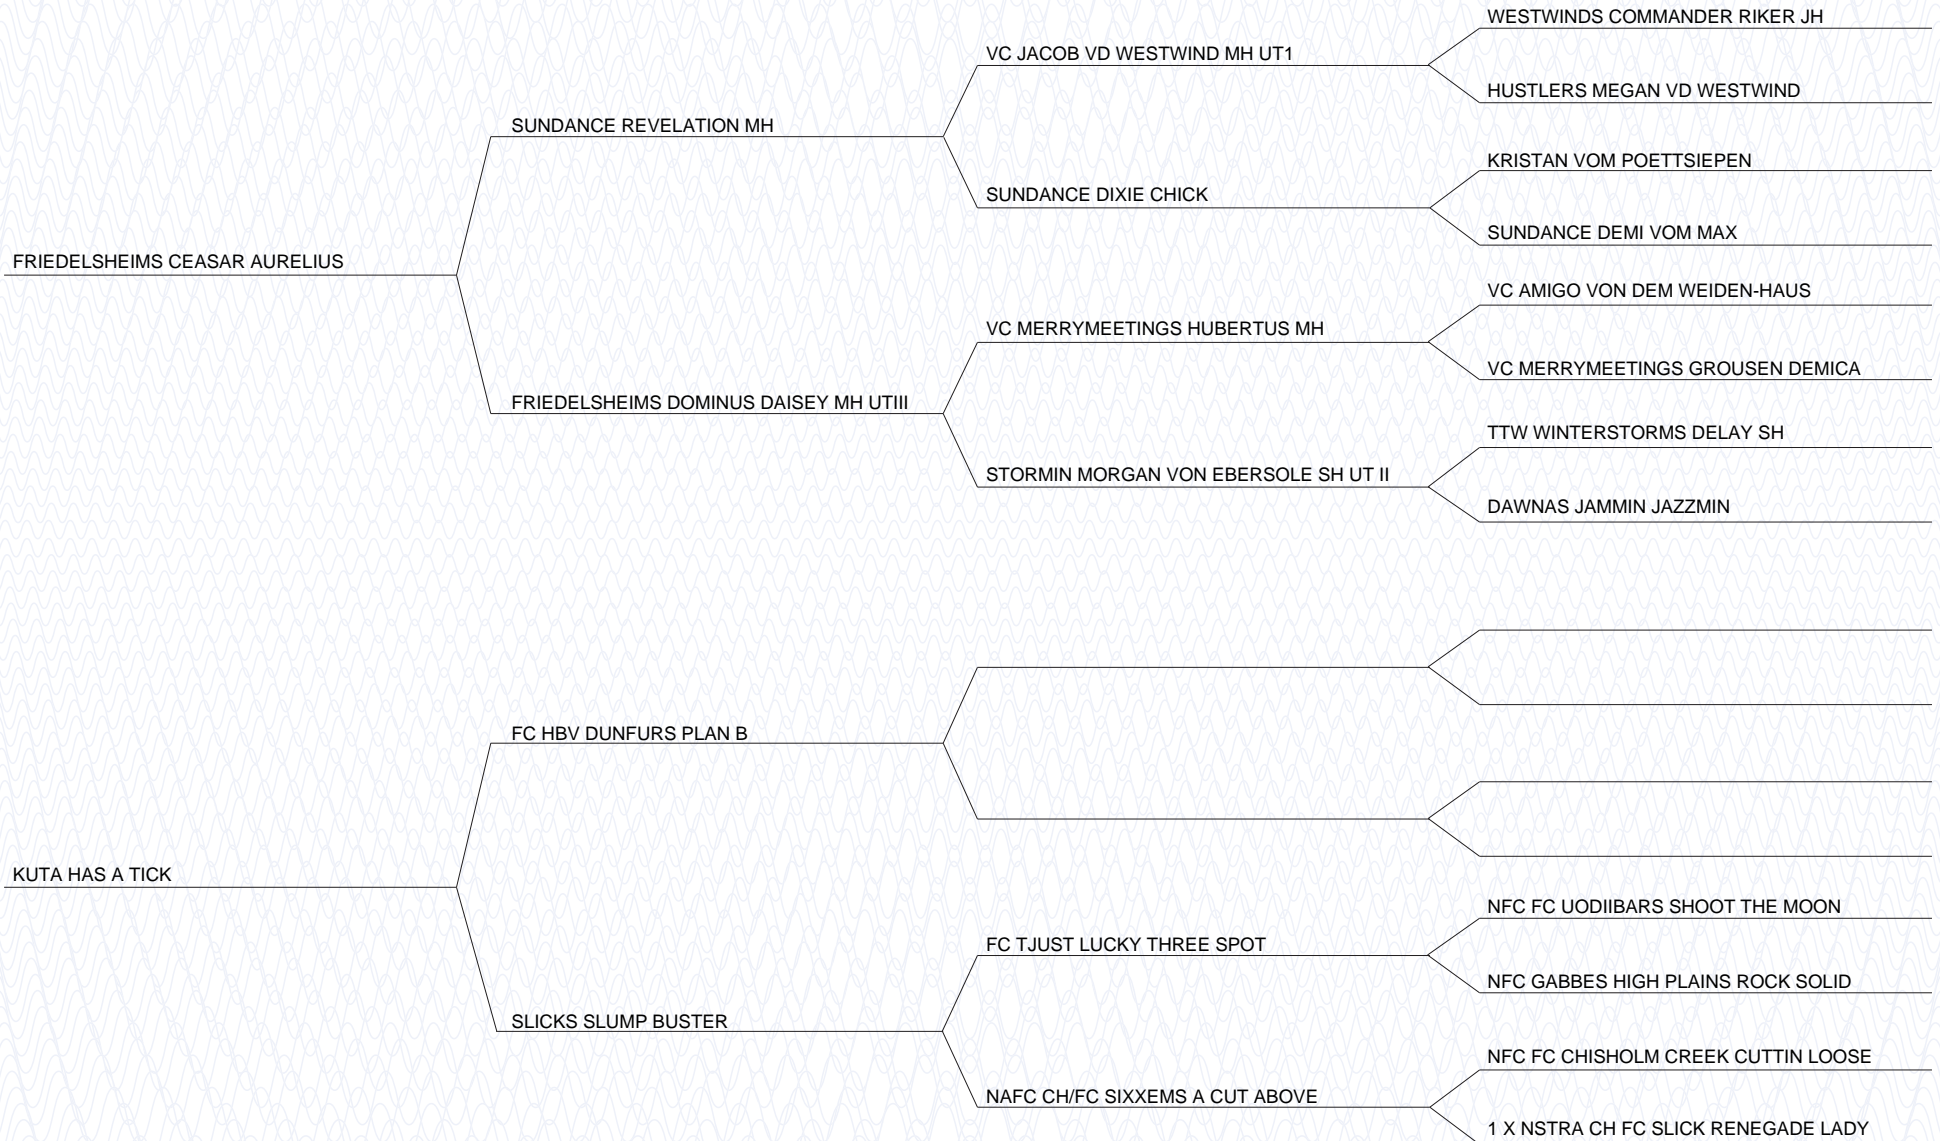 WESTWINDS COMMANDER RIKER JH
VC JACOB VD WESTWIND MH UT1
HUSTLERS MEGAN VD WESTWIND
SUNDANCE REVELATION MH
KRISTAN VOM POETTSIEPEN
SUNDANCE DIXIE CHICK
SUNDANCE DEMI VOM MAX
FRIEDELSHEIMS CEASAR AURELIUS
VC AMIGO VON DEM WEIDEN-HAUS
VC MERRYMEETINGS HUBERTUS MH
VC MERRYMEETINGS GROUSEN DEMICA
FRIEDELSHEIMS DOMINUS DAISEY MH UTIII
TTW WINTERSTORMS DELAY SH
STORMIN MORGAN VON EBERSOLE SH UT II
DAWNAS JAMMIN JAZZMIN
FC HBV DUNFURS PLAN B
KUTA HAS A TICK
NFC FC UODIIBARS SHOOT THE MOON
FC TJUST LUCKY THREE SPOT
NFC GABBES HIGH PLAINS ROCK SOLID
SLICKS SLUMP BUSTER
NFC FC CHISHOLM CREEK CUTTIN LOOSE
NAFC CH/FC SIXXEMS A CUT ABOVE
1 X NSTRA CH FC SLICK RENEGADE LADY